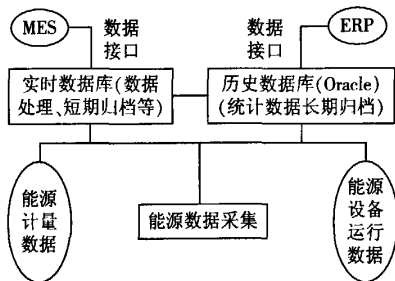 MES
数据
接口
数据
接口
ERP
实时数据库(数据
处理、短期归档等)
历史数据库(Oracle)
(统计数据长期归档)
能源
计量
数据
能源数据采集
能源
设备
运行
数据